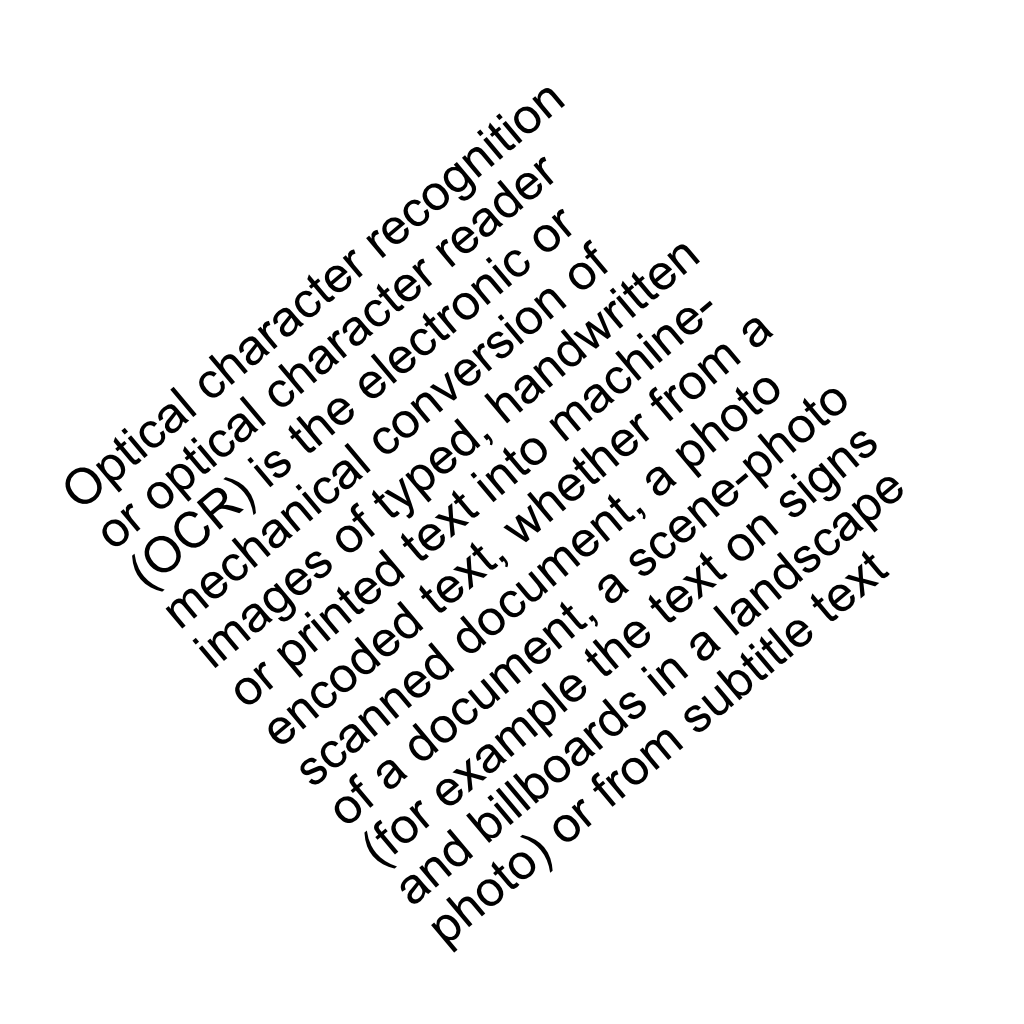 Optical character recognition
or optical character reader
(OCR) is the electronic or
mechanical conversion of
images of typed, handwritten
or printed text into machine-
encoded text, whether from a
scanned document, a photo
of a document, a scene-photo
(for example the text on signs
and billboards in a landscape
photo) or from subtitle text